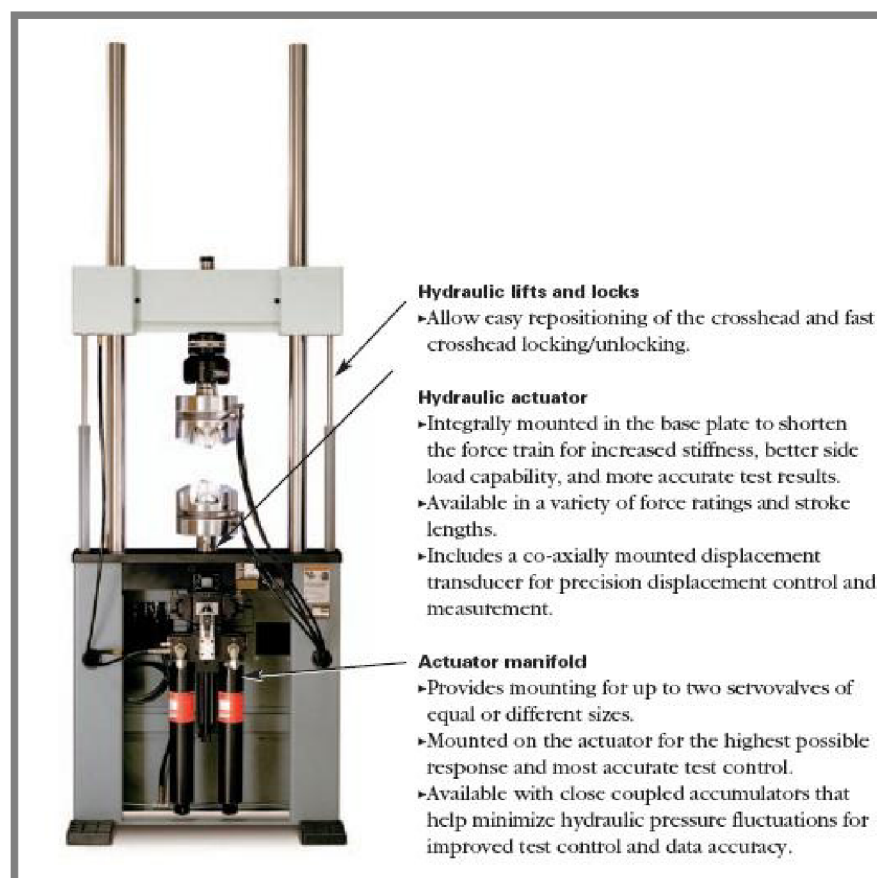 Hydraulic lifts and locks
▸Allow easy repositioning of the crosshead and fast
crosshead locking/unlocking.
Hydraulic actuator
▸Integrally mounted in the base plate to shorten
the force train for increased stiffness, better side
load capability, and more accurate test results.
▸Available in a variety of force ratings and stroke
lengths.
▸Includes a co-axially mounted displacement
transducer for precision displacement control and
measurement.
Actuator manifold
▸Provides mounting for up to two servovalves of
equal or different sizes.
▸Mounted on the actuator for the highest possible
response and most accurate test control.
▸Available with close coupled accumulators that
help minimize hydraulic pressure fluctuations for
improved test control and data accuracy.